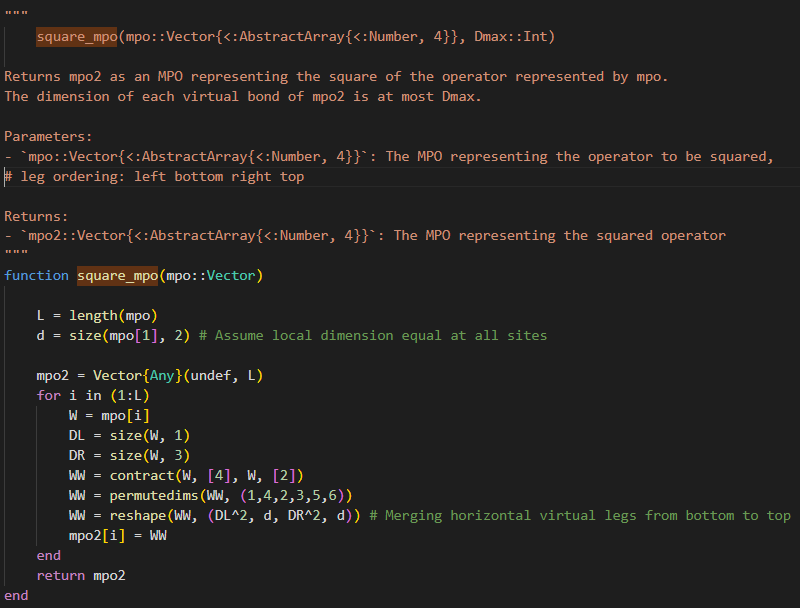 """
    square_mpo(mpo::Vector{<:AbstractArray{<:Number, 4}}, Dmax::Int)

Returns mpo2 as an MPO representing the square of the operator represented by mpo.
The dimension of each virtual bond of mpo2 is at most Dmax.

Parameters:
- `mpo::Vector{<:AbstractArray{<:Number, 4}}`: The MPO representing the operator to be squared,
# leg ordering: left bottom right top

Returns:
- `mpo2::Vector{<:AbstractArray{<:Number, 4}}`: The MPO representing the squared operator
"""
function square_mpo(mpo::Vector)

    L = length(mpo)
    d = size(mpo[1], 2) # Assume local dimension equal at all sites

    mpo2 = Vector{Any}(undef, L)
    for i in (1:L)
        W = mpo[i]
        DL = size(W, 1)
        DR = size(W, 3)
        WW = contract(W, [4], W, [2])
        WW = permutedims(WW, (1,4,2,3,5,6))
        WW = reshape(WW, (DL^2, d, DR^2, d)) # Merging horizontal virtual legs from bottom to top
        mpo2[i] = WW
    end
    return mpo2
end